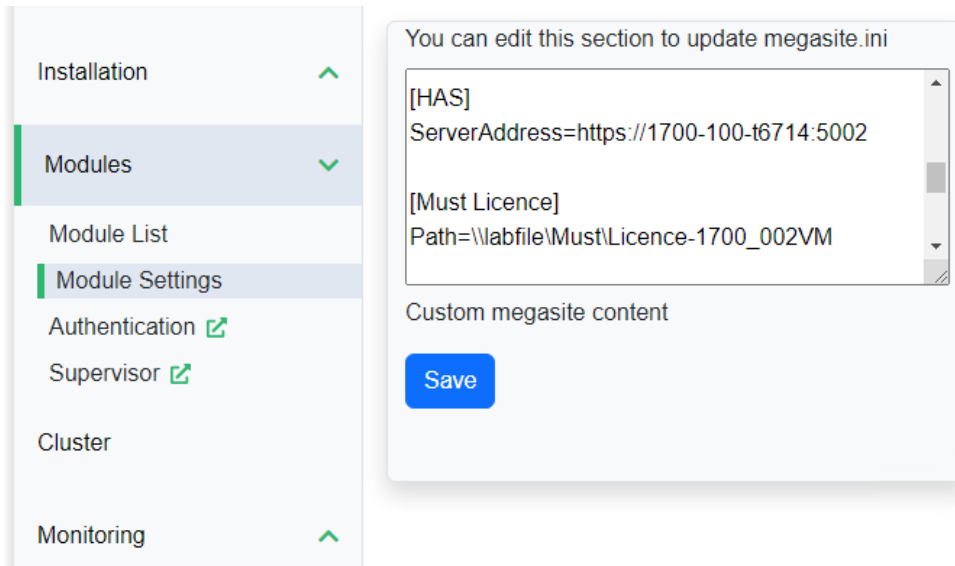 Installation
Modules
Module List
Module Settings
Authentication
Supervisor
Cluster
Monitoring
You can edit this section to update megasite.ini
[HAS]
ServerAddress=https://1700-100-t6714:5002
[Must Licence]
Path=\\labfile\Must\Licence-1700_002VM
Custom megasite content
Save